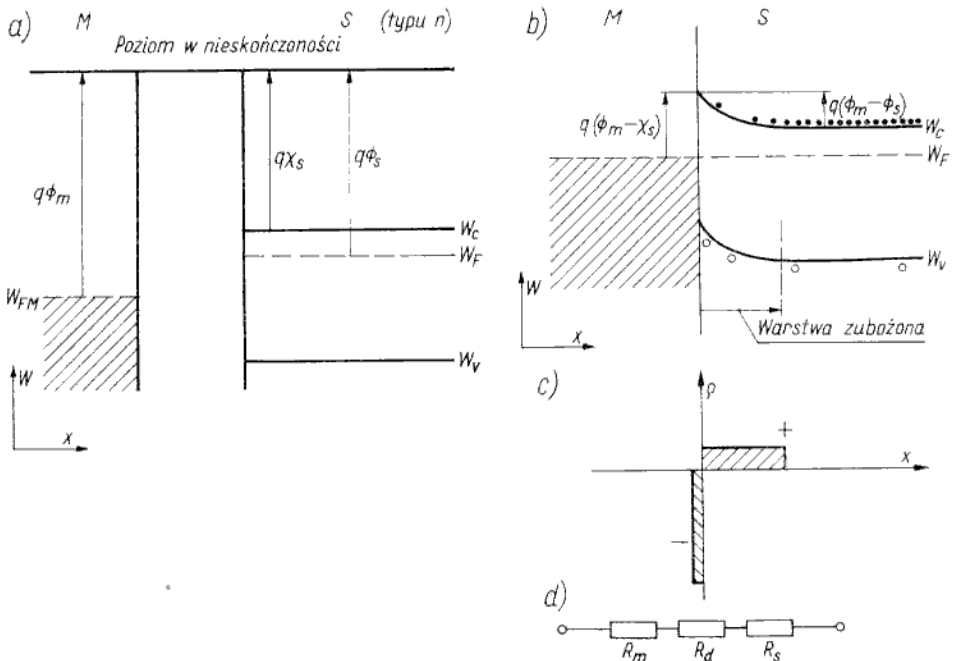 a)
M
S (typu n)
Poziom w nieskończoności
qϕm
qχs
qϕs
Wc
WF
WFM
Wv
W
x
b)
M
S
q(ϕm−χs)
q(ϕm−ϕs)
Wc
WF
Wv
W
x
Warstwa zubożona
c)
ρ
+
x
−
d)
Rm
Rd
Rs